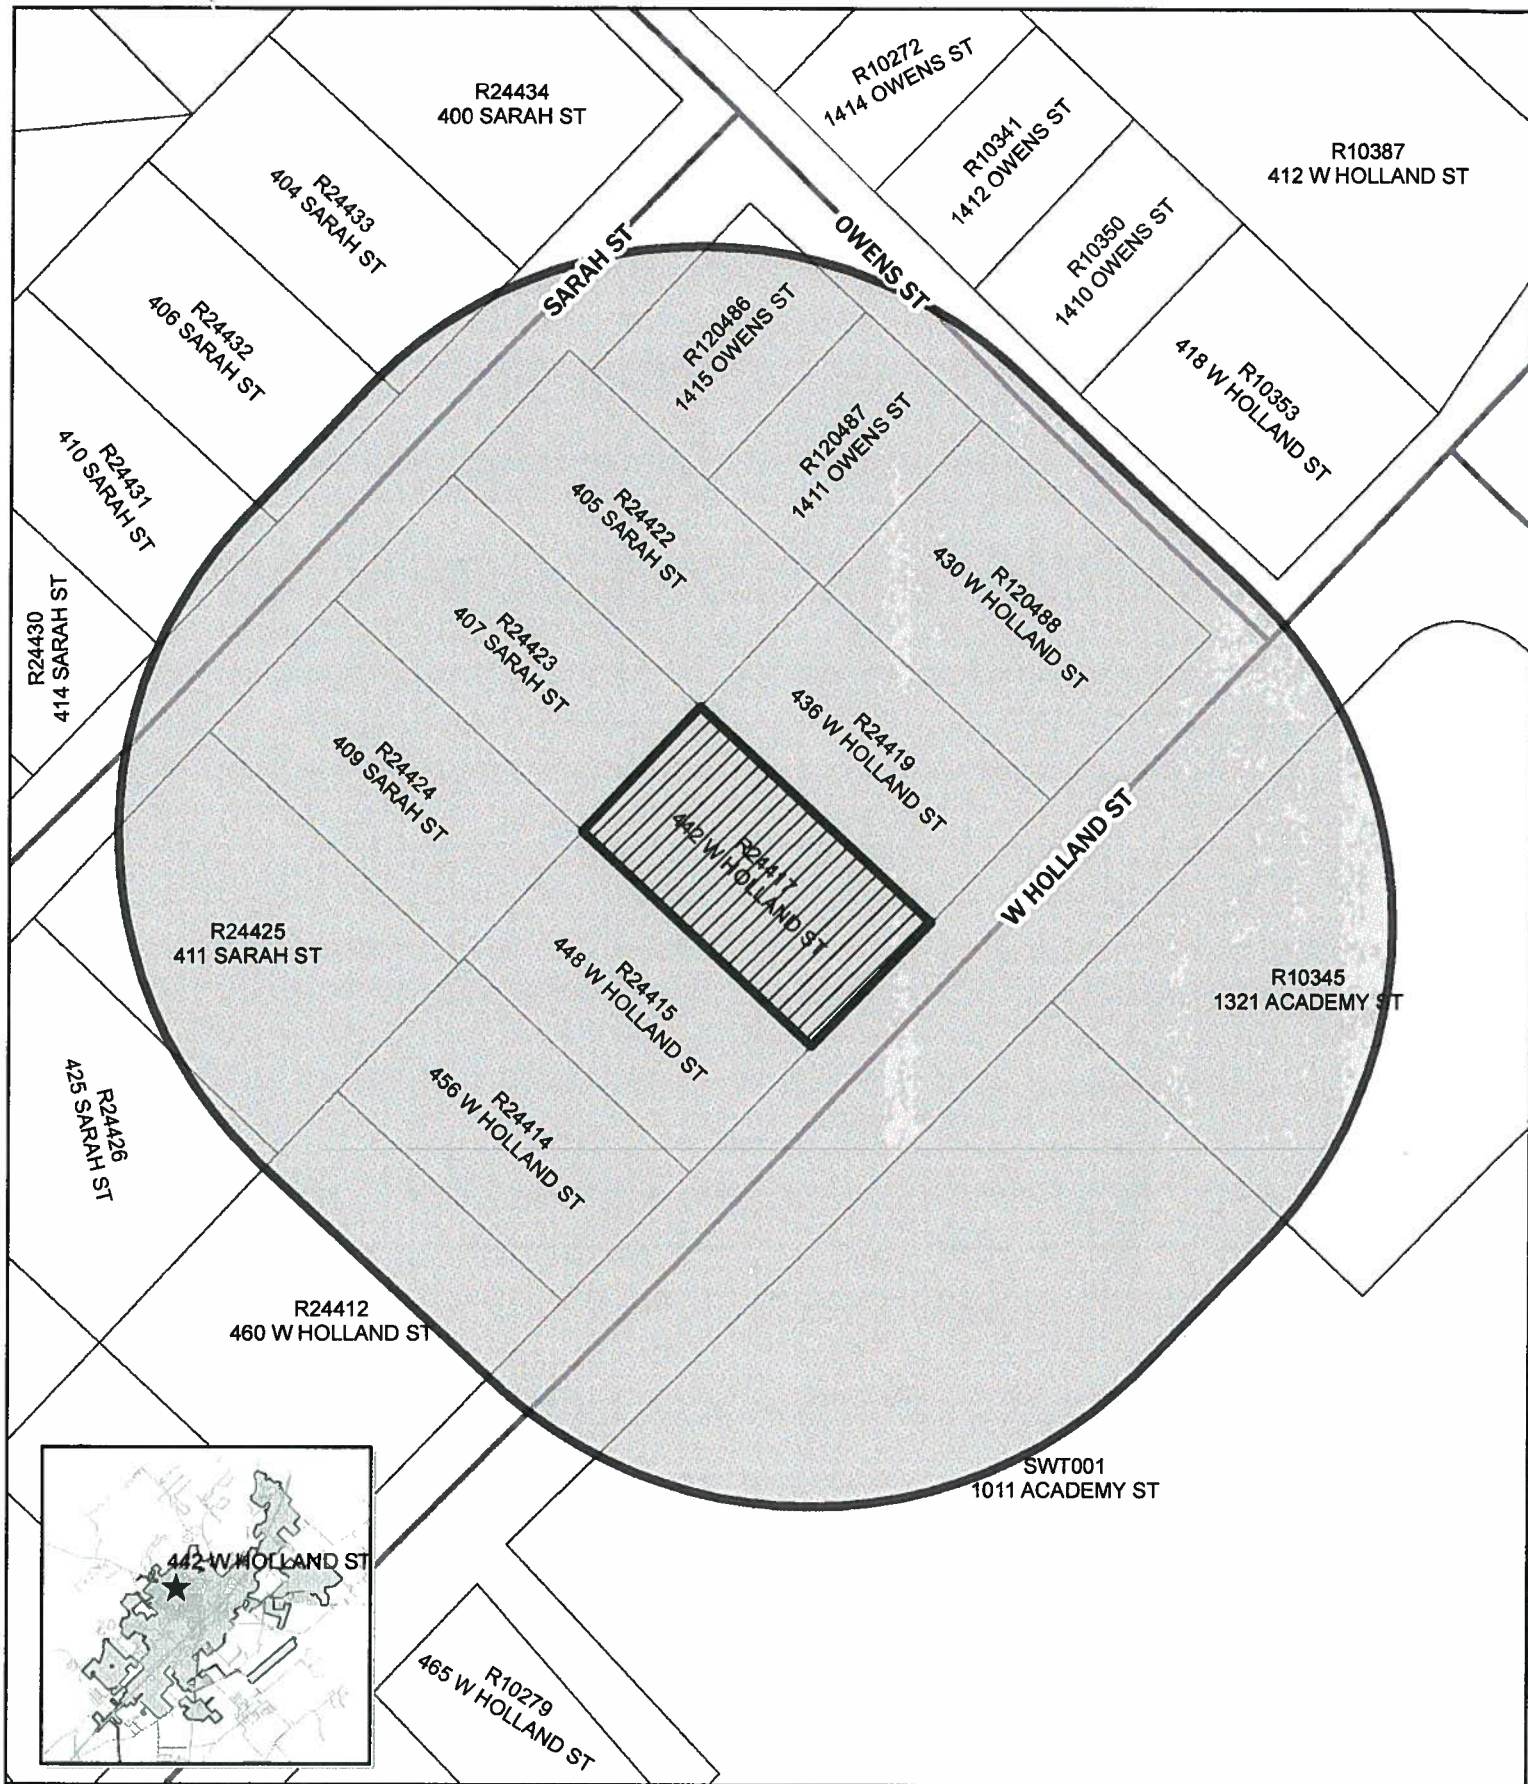 R24434
400 SARAH ST
R10272
1414 OWENS ST
R10341
1412 OWENS ST
R10387
412 W HOLLAND ST
R24433
404 SARAH ST
R10350
1410 OWENS ST
SARAH ST
OWENS ST
R24432
406 SARAH ST
R120486
1415 OWENS ST
R10353
418 W HOLLAND ST
R120487
1411 OWENS ST
R24431
410 SARAH ST
R24422
405 SARAH ST
R120488
430 W HOLLAND ST
R24430
414 SARAH ST
R24423
407 SARAH ST
R24419
436 W HOLLAND ST
R24424
409 SARAH ST
R24417
442 W HOLLAND ST
W HOLLAND ST
R24425
411 SARAH ST
R24415
448 W HOLLAND ST
R10345
1321 ACADEMY ST
R24426
425 SARAH ST
R24414
456 W HOLLAND ST
R24412
460 W HOLLAND ST
SWT001
1011 ACADEMY ST
442 W HOLLAND ST
R10279
465 W HOLLAND ST